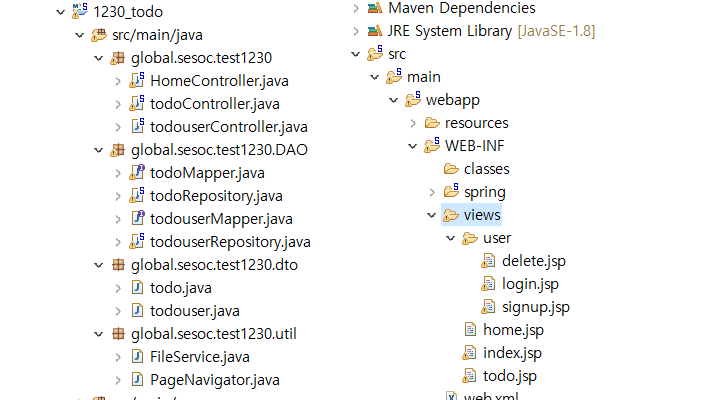 1230_todo
src/main/java
global.sesoc.test1230
HomeController.java
todoController.java
todouserController.java
global.sesoc.test1230.DAO
todoMapper.java
todoRepository.java
todouserMapper.java
todouserRepository.java
global.sesoc.test1230.dto
todo.java
todouser.java
global.sesoc.test1230.util
FileService.java
PageNavigator.java
Maven Dependencies
JRE System Library [JavaSE-1.8]
src
main
webapp
resources
WEB-INF
classes
spring
views
user
delete.jsp
login.jsp
signup.jsp
home.jsp
index.jsp
todo.jsp
web.xml